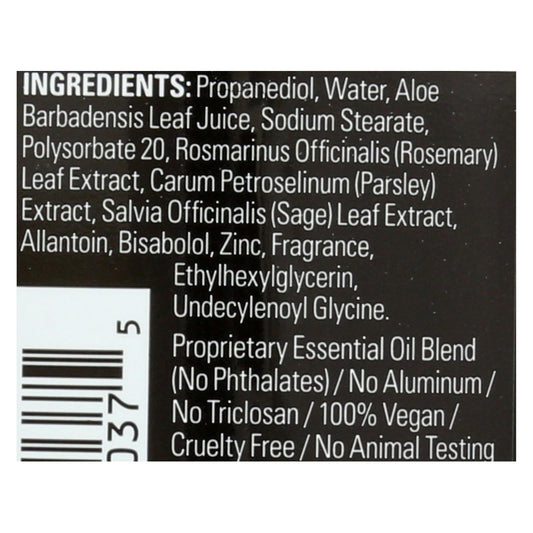 INGREDIENTS: Propanediol, Water, Aloe
Barbadensis Leaf Juice, Sodium Stearate,
Polysorbate 20, Rosmarinus Officinalis (Rosemary)
Leaf Extract, Carum Petroselinum (Parsley)
Extract, Salvia Officinalis (Sage) Leaf Extract,
Allantoin, Bisabolol, Zinc, Fragrance,
Ethylhexylglycerin,
Undecylenoyl Glycine.
Proprietary Essential Oil Blend
(No Phthalates) / No Aluminum /
No Triclosan / 100% Vegan /
Cruelty Free / No Animal Testing
037 5